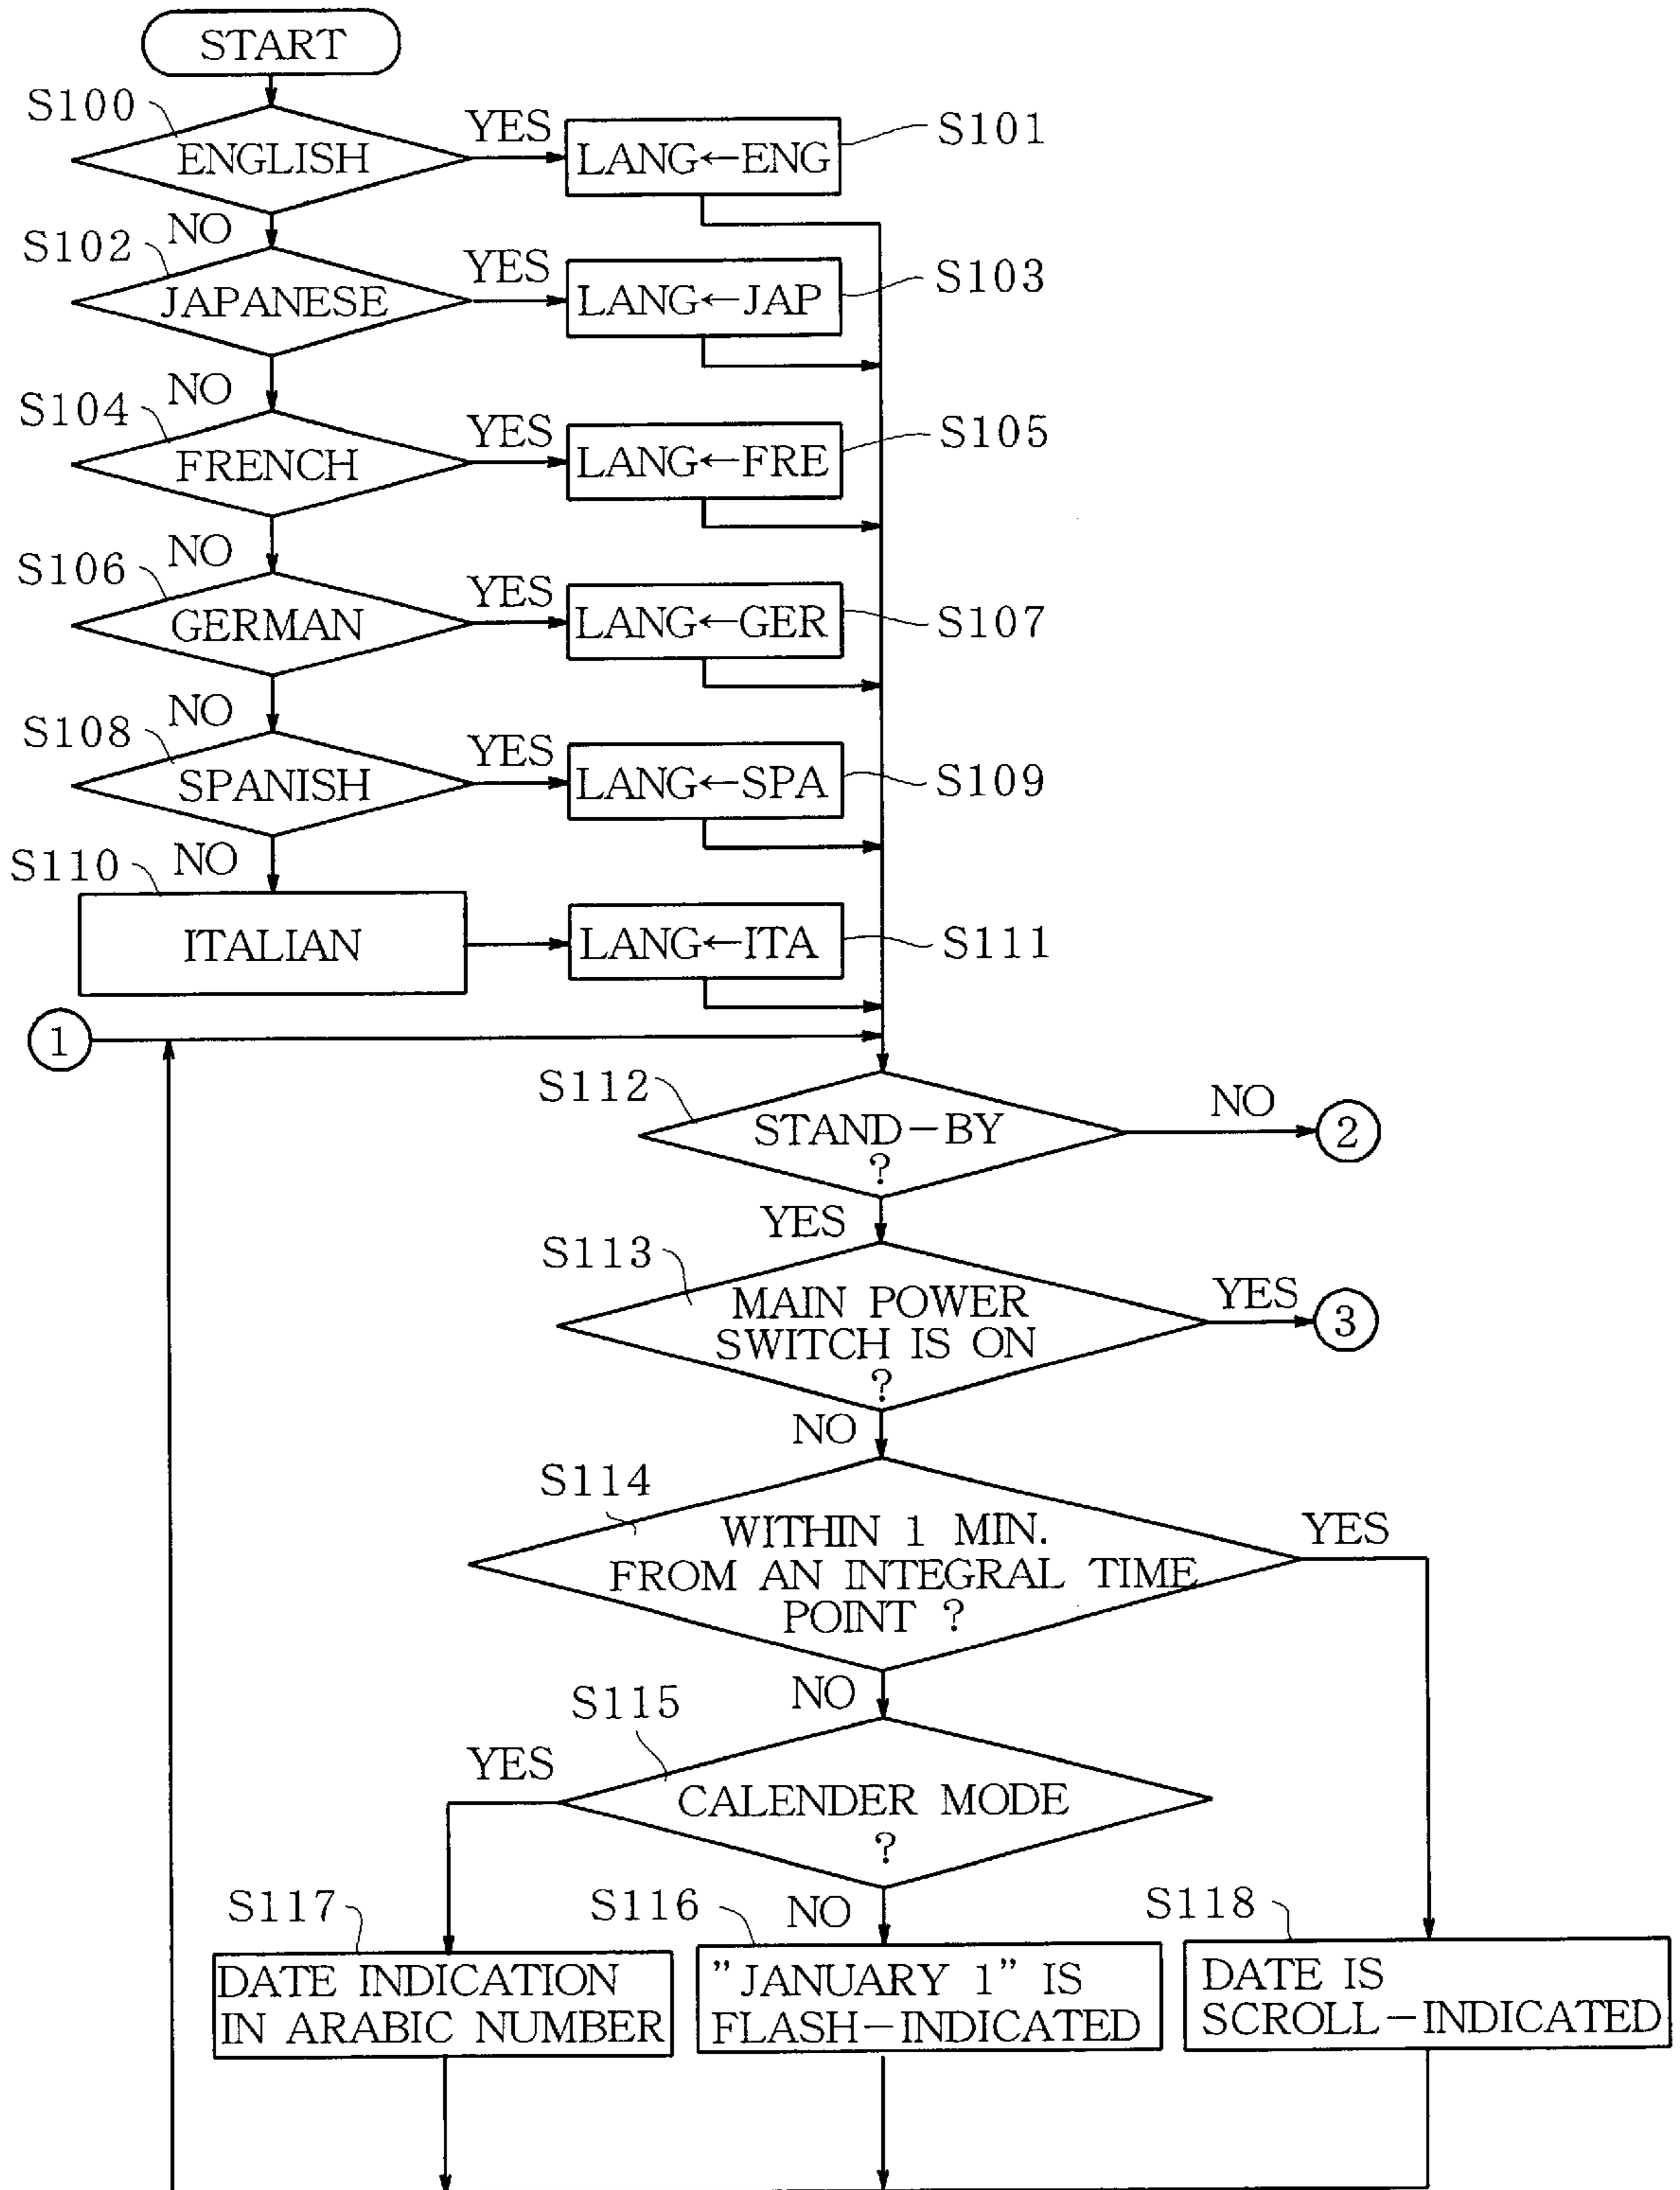 START
S100
ENGLISH
YES
LANG←ENG
S101
NO
S102
JAPANESE
YES
LANG←JAP
S103
NO
S104
FRENCH
YES
LANG←FRE
S105
NO
S106
GERMAN
YES
LANG←GER
S107
NO
S108
SPANISH
YES
LANG←SPA
S109
NO
S110
ITALIAN
LANG←ITA
S111
1
S112
STAND-BY
?
NO
2
YES
S113
MAIN POWER
SWITCH IS ON
?
YES
3
NO
S114
WITHIN 1 MIN.
FROM AN INTEGRAL TIME
POINT ?
YES
NO
S115
YES
CALENDER MODE
?
NO
S117
DATE INDICATION
IN ARABIC NUMBER
S116
"JANUARY 1" IS
FLASH-INDICATED
S118
DATE IS
SCROLL-INDICATED